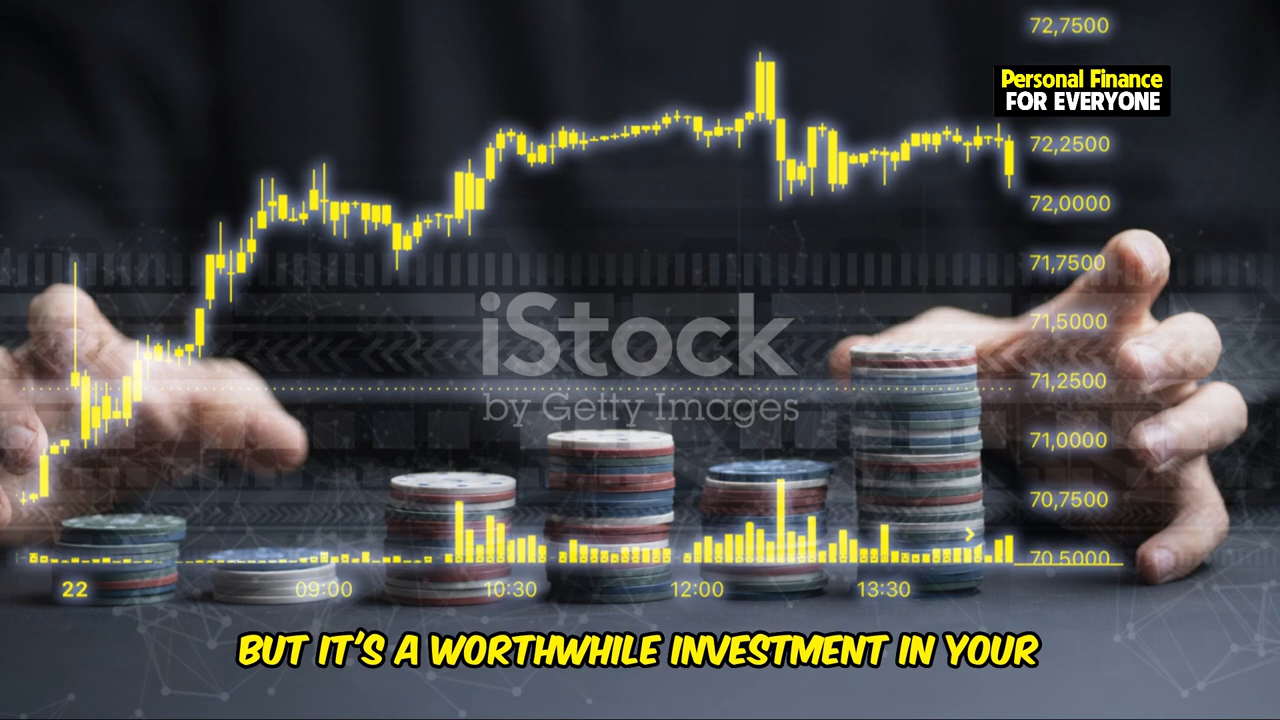 72,7500
Personal Finance
FOR EVERYONE
72,2500
72,0000
71,7500
71,5000
iStock
by Getty Images
71,2500
71,0000
70,7500
70,5000
22 09:00 10:30 12:00 13:30
BUT IT'S A WORTHWHILE INVESTMENT IN YOUR